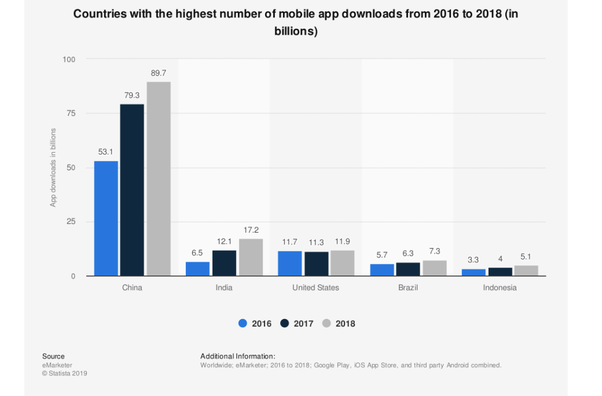 Countries with the highest number of mobile app downloads from 2016 to 2018 (in
billions)
App downloads in billions
100
75
50
25
0
53.1
79.3
89.7
6.5
12.1
17.2
11.7
11.3
11.9
5.7
6.3
7.3
3.3
4
5.1
China
India
United States
Brazil
Indonesia
2016
2017
2018
Source
eMarketer
© Statista 2019
Additional Information:
Worldwide; eMarketer; 2016 to 2018; Google Play, iOS App Store, and third party Android combined.